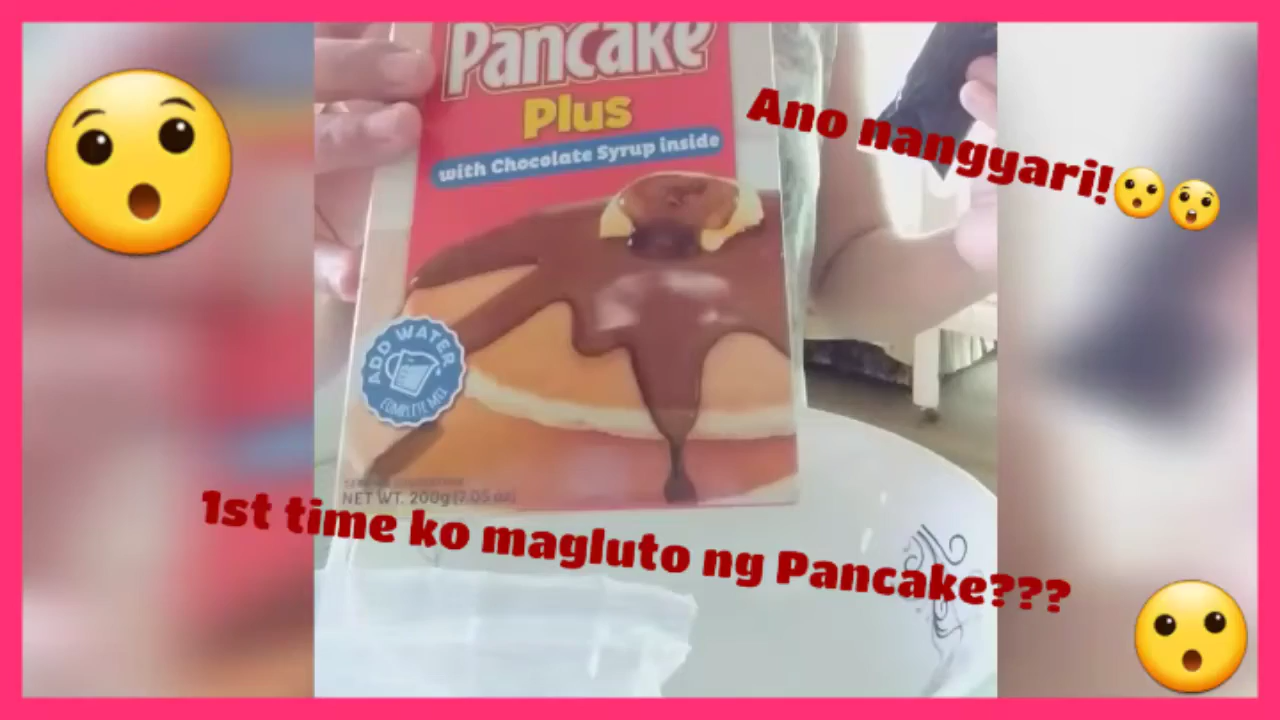 Pancake
Plus
with Chocolate Syrup inside
Ano nangyari!
ADD WATER
COMPLETE MIX
NET WT. 200g (7.05 oz)
1st time ko magluto ng Pancake???